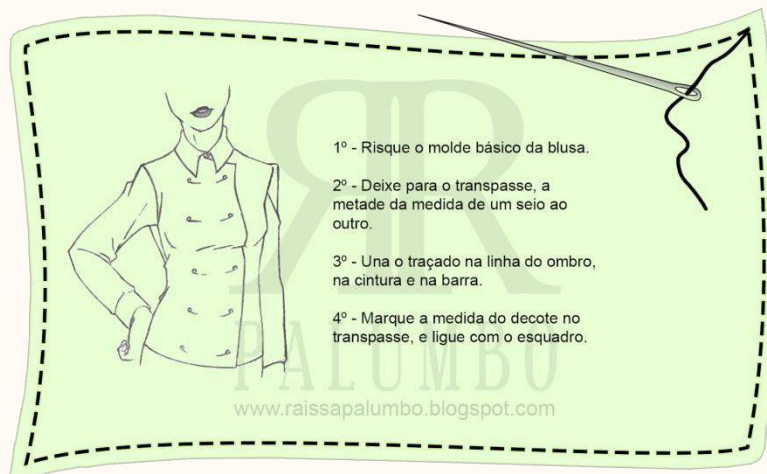 1º - Risque o molde básico da blusa.
2º - Deixe para o transpasse, a
metade da medida de um seio ao
outro.
3º - Una o traçado na linha do ombro,
na cintura e na barra.
4º - Marque a medida do decote no
transpasse, e ligue com o esquadro.
PALUMBO
www.raissapalumbo.blogspot.com